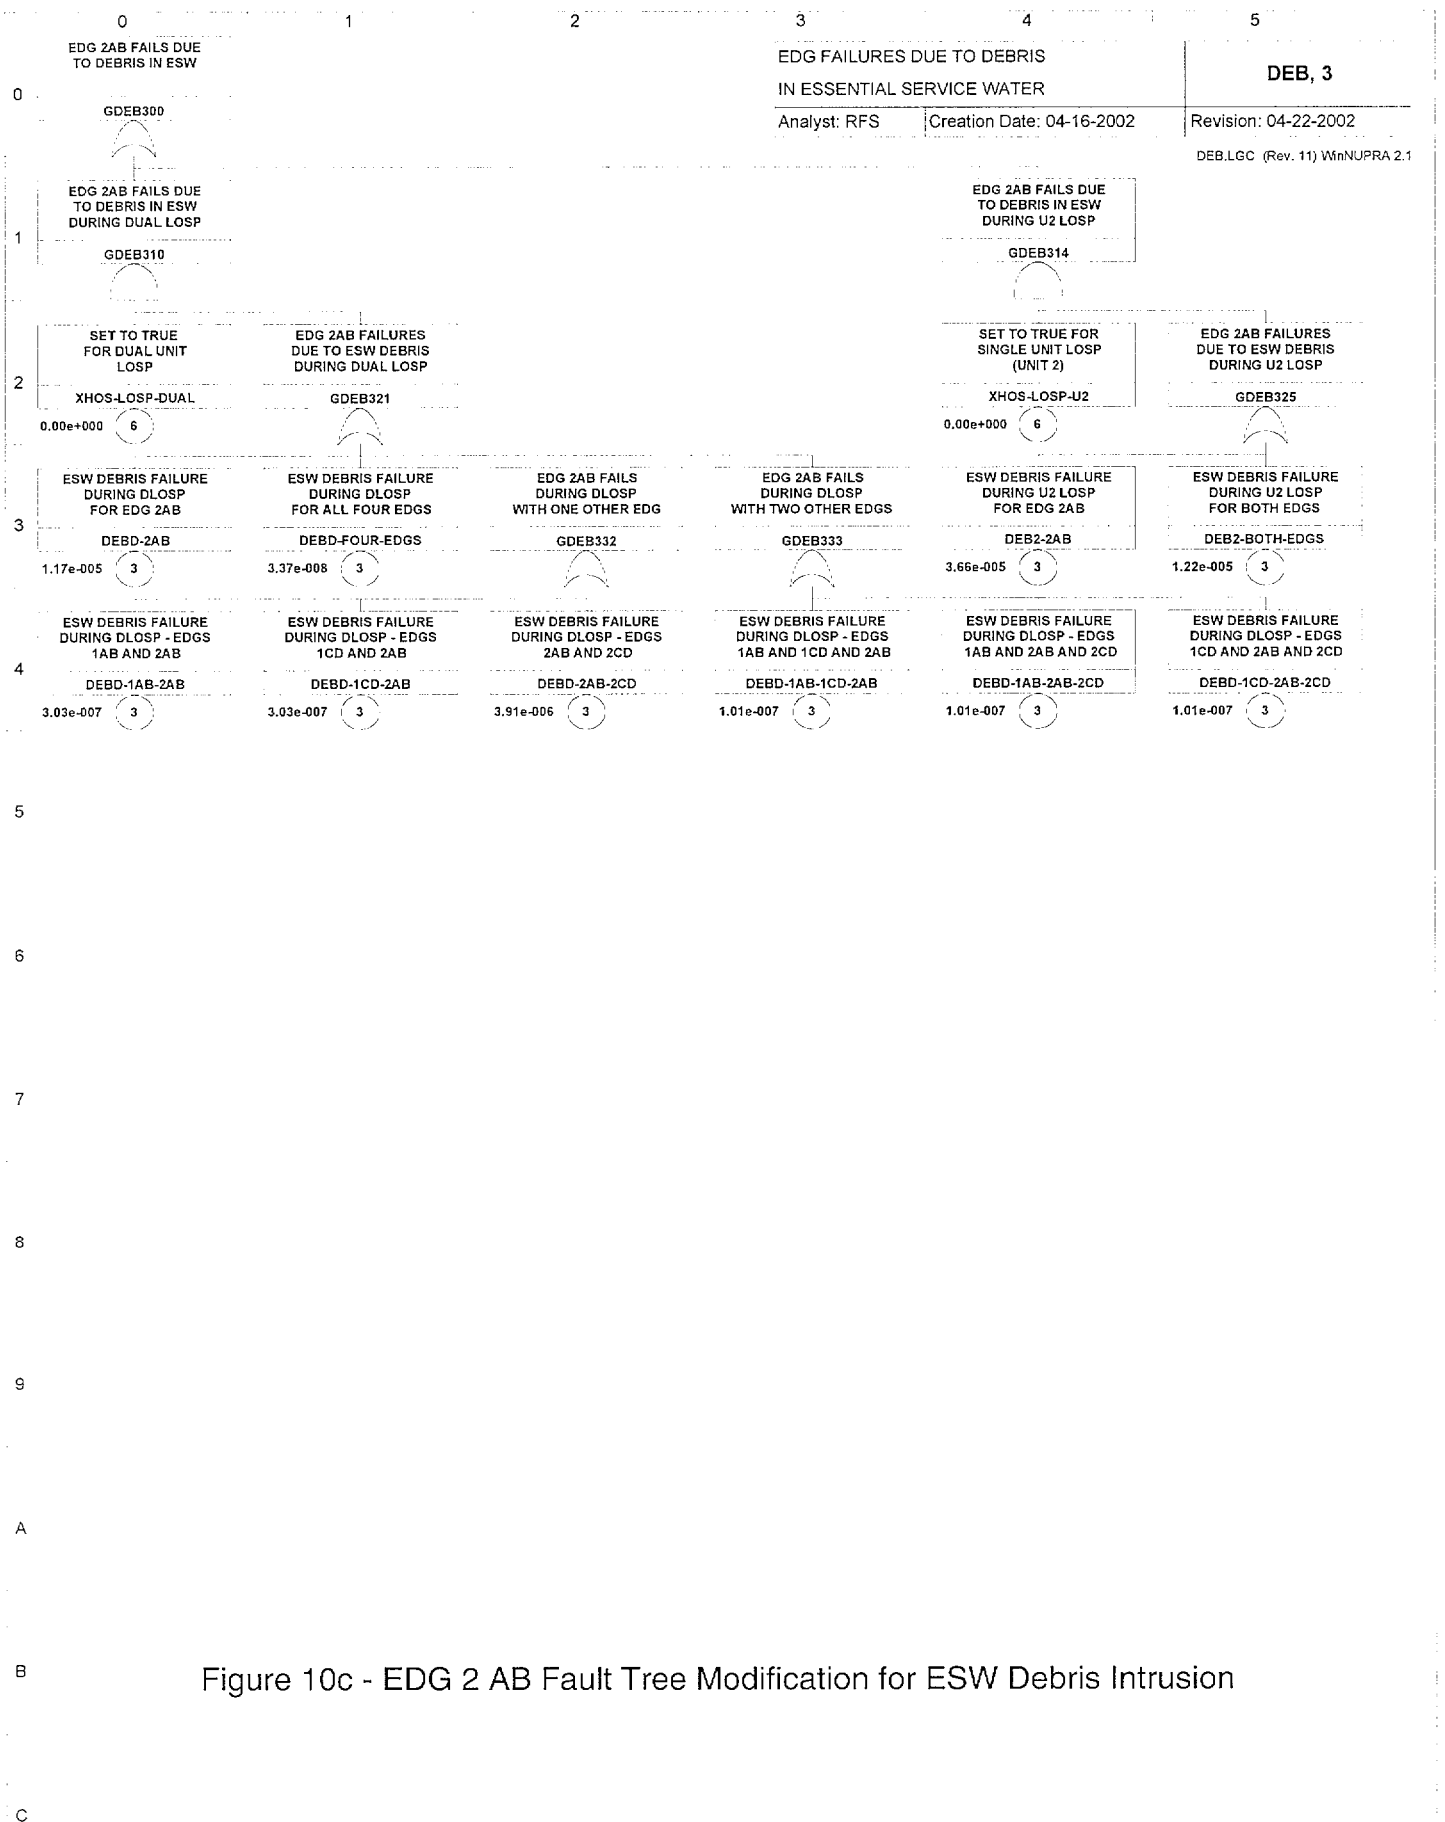 0 1 2 3 4 5
EDG 2AB FAILS DUE
TO DEBRIS IN ESW
EDG FAILURES DUE TO DEBRIS
IN ESSENTIAL SERVICE WATER
DEB, 3
0
GDEB300
Analyst: RFS Creation Date: 04-16-2002 Revision: 04-22-2002
DEB.LGC (Rev. 11) WinNUPRA 2.1
EDG 2AB FAILS DUE
TO DEBRIS IN ESW
DURING DUAL LOSP
EDG 2AB FAILS DUE
TO DEBRIS IN ESW
DURING U2 LOSP
1
GDEB310
GDEB314
SET TO TRUE
FOR DUAL UNIT
LOSP
EDG 2AB FAILURES
DUE TO ESW DEBRIS
DURING DUAL LOSP
SET TO TRUE FOR
SINGLE UNIT LOSP
(UNIT 2)
EDG 2AB FAILURES
DUE TO ESW DEBRIS
DURING U2 LOSP
2
XHOS-LOSP-DUAL
GDEB321
XHOS-LOSP-U2
GDEB325
0.00e+000 6
0.00e+000 6
ESW DEBRIS FAILURE
DURING DLOSP
FOR EDG 2AB
ESW DEBRIS FAILURE
DURING DLOSP
FOR ALL FOUR EDGS
EDG 2AB FAILS
DURING DLOSP
WITH ONE OTHER EDG
EDG 2AB FAILS
DURING DLOSP
WITH TWO OTHER EDGS
ESW DEBRIS FAILURE
DURING U2 LOSP
FOR EDG 2AB
ESW DEBRIS FAILURE
DURING U2 LOSP
FOR BOTH EDGS
3
DEBD-2AB
DEBD-FOUR-EDGS
GDEB332
GDEB333
DEB2-2AB
DEB2-BOTH-EDGS
1.17e-005 3
3.37e-008 3
3.66e-005 3
1.22e-005 3
ESW DEBRIS FAILURE
DURING DLOSP - EDGS
1AB AND 2AB
ESW DEBRIS FAILURE
DURING DLOSP - EDGS
1CD AND 2AB
ESW DEBRIS FAILURE
DURING DLOSP - EDGS
2AB AND 2CD
ESW DEBRIS FAILURE
DURING DLOSP - EDGS
1AB AND 1CD AND 2AB
ESW DEBRIS FAILURE
DURING DLOSP - EDGS
1AB AND 2AB AND 2CD
ESW DEBRIS FAILURE
DURING DLOSP - EDGS
1CD AND 2AB AND 2CD
4
DEBD-1AB-2AB
DEBD-1CD-2AB
DEBD-2AB-2CD
DEBD-1AB-1CD-2AB
DEBD-1AB-2AB-2CD
DEBD-1CD-2AB-2CD
3.03e-007 3
3.03e-007 3
3.91e-006 3
1.01e-007 3
1.01e-007 3
1.01e-007 3
5
6
7
8
9
A
B
Figure 10c - EDG 2 AB Fault Tree Modification for ESW Debris Intrusion
C